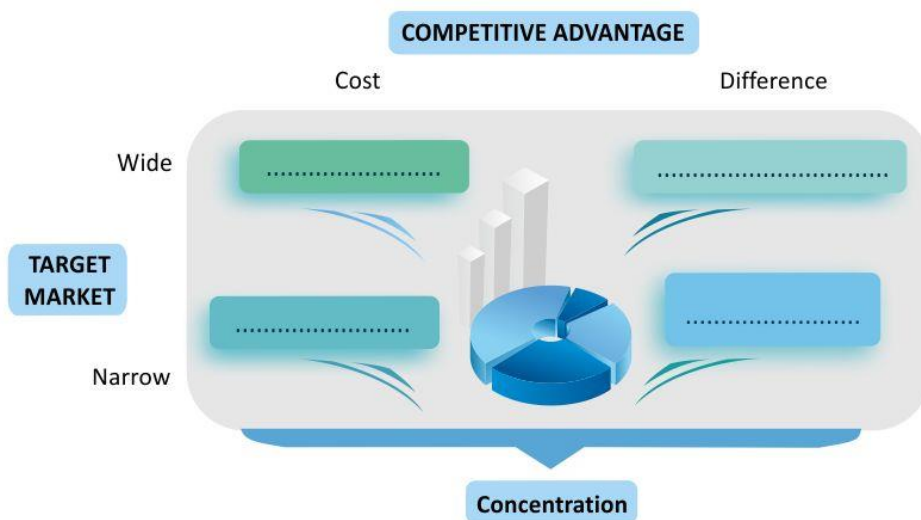 COMPETITIVE ADVANTAGE
Cost
Difference
Wide
..........................
..................................
TARGET
MARKET
..........................
..........................
Narrow
Concentration